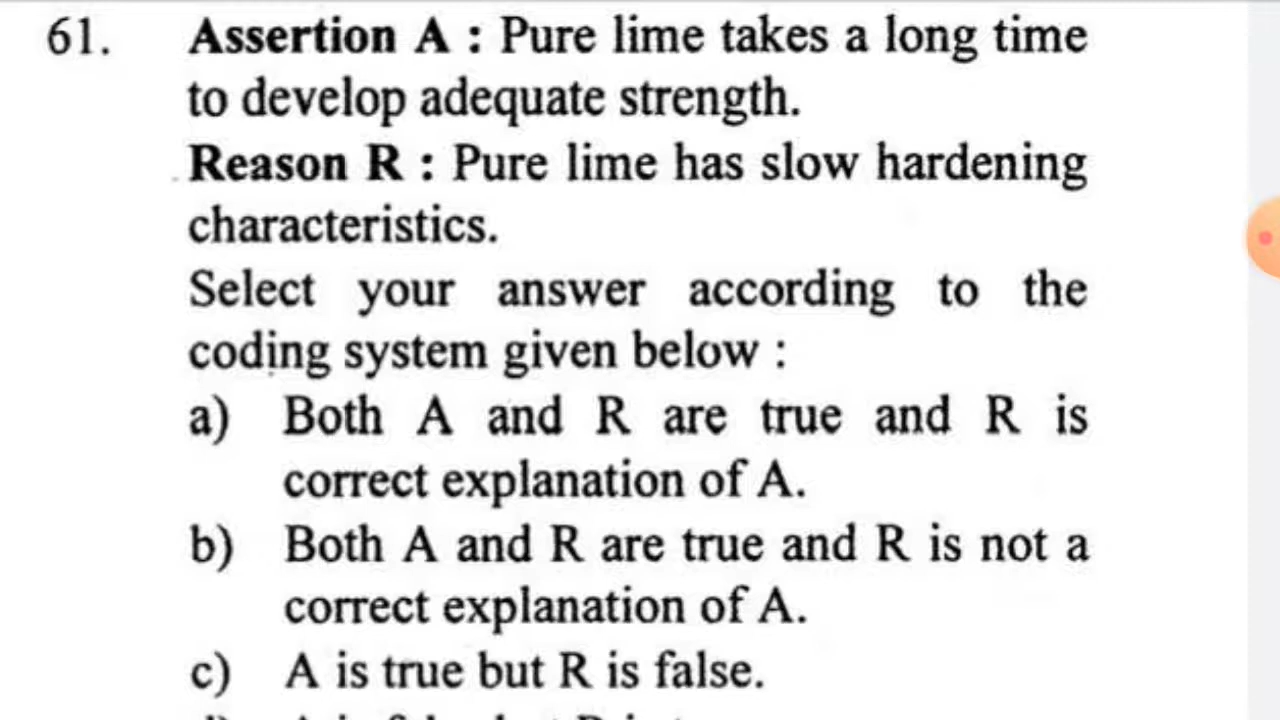 61. Assertion A : Pure lime takes a long time
to develop adequate strength.
Reason R : Pure lime has slow hardening
characteristics.
Select your answer according to the
coding system given below :
a) Both A and R are true and R is
correct explanation of A.
b) Both A and R are true and R is not a
correct explanation of A.
c) A is true but R is false.